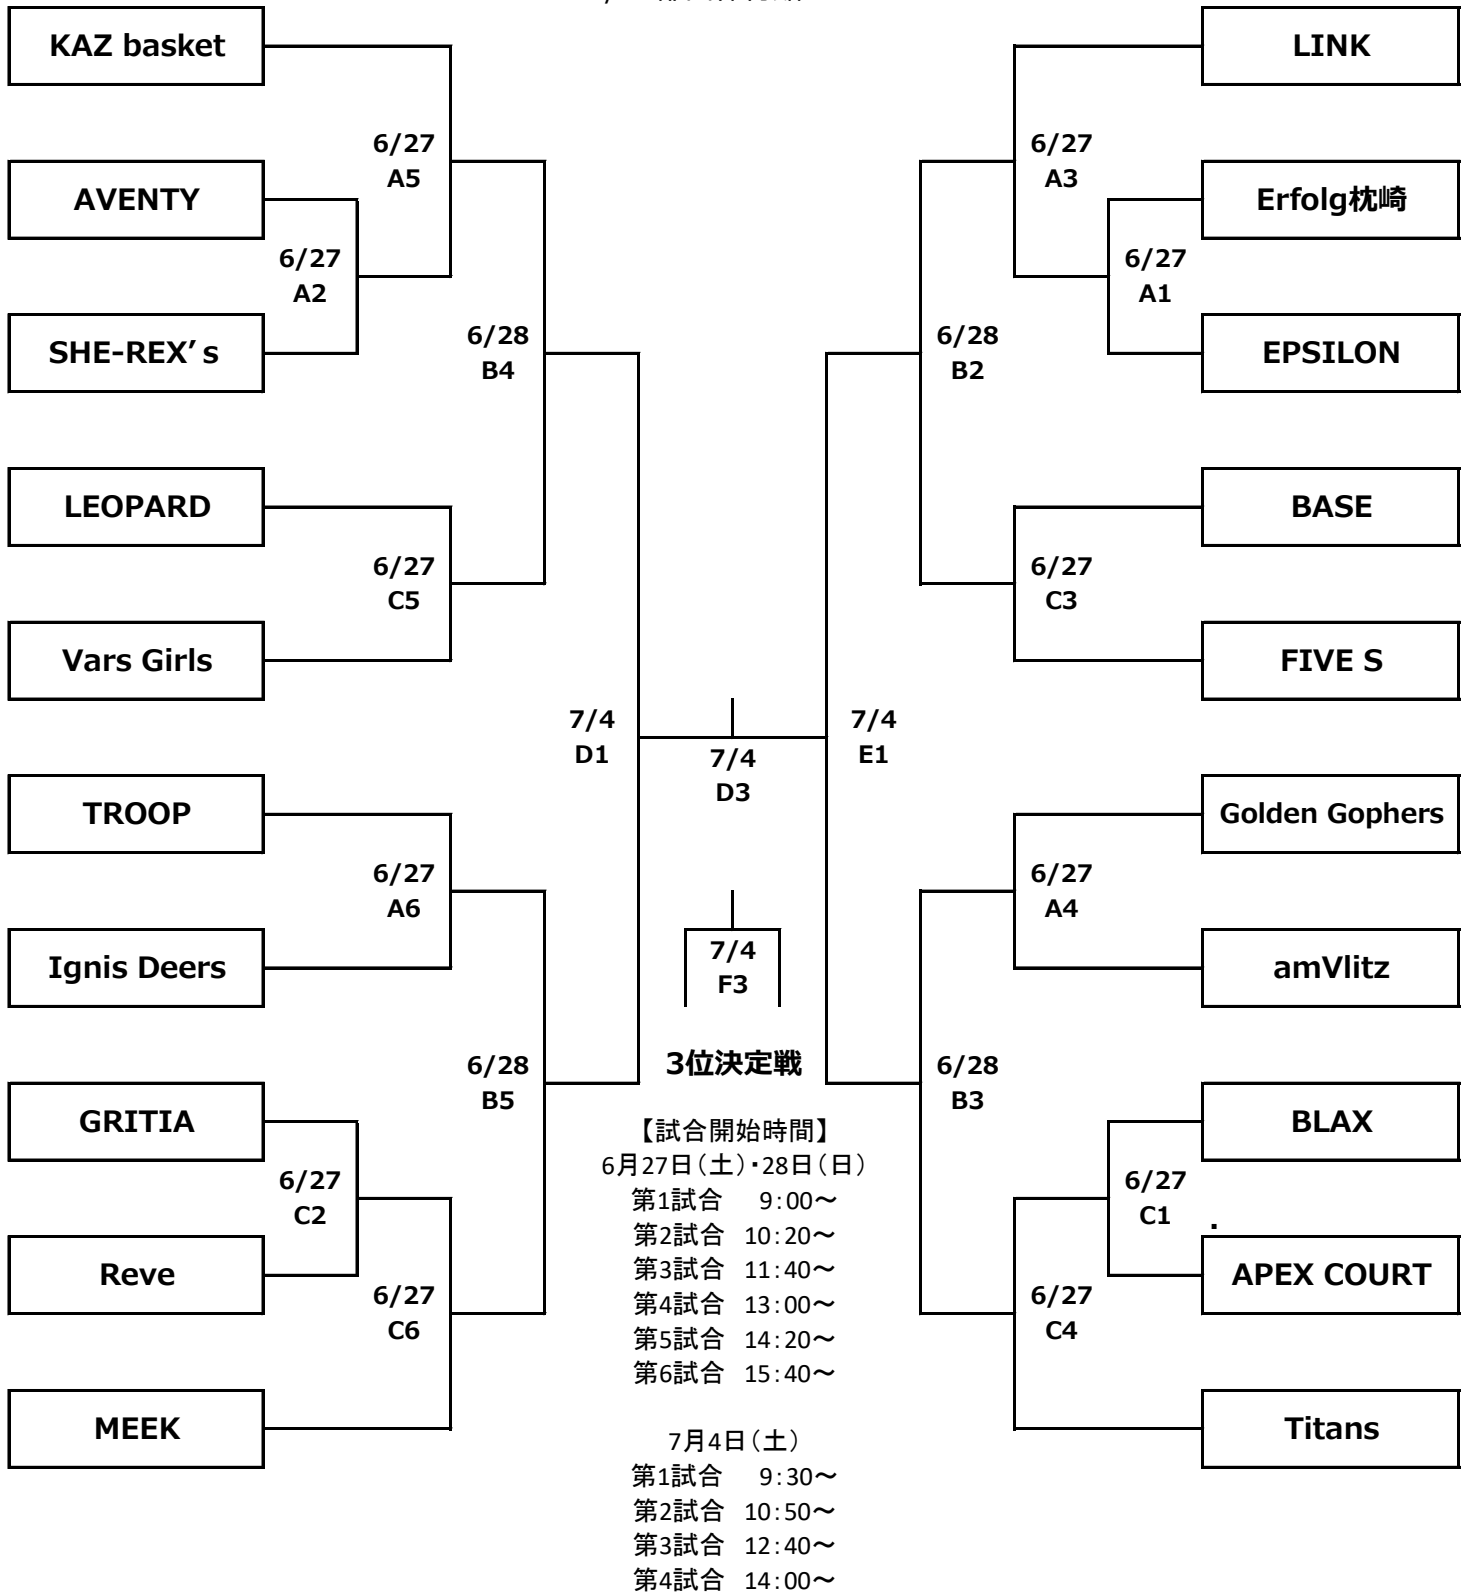 KAZ basket
6/27
A5
AVENTY
6/27
A2
SHE-REX’s
6/28
B4
LEOPARD
6/27
C5
Vars Girls
7/4
D1
TROOP
6/27
A6
Ignis Deers
6/28
B5
GRITIA
6/27
C2
Reve
6/27
C6
MEEK
7/4
D3
7/4
F3
3位決定戦
【試合開始時間】
6月27日(土)・28日(日)
第1試合 9:00～
第2試合 10:20～
第3試合 11:40～
第4試合 13:00～
第5試合 14:20～
第6試合 15:40～
7月4日(土)
第1試合 9:30～
第2試合 10:50～
第3試合 12:40～
第4試合 14:00～
LINK
6/27
A3
Erfolg枕崎
6/27
A1
EPSILON
6/28
B2
BASE
6/27
C3
FIVE S
7/4
E1
Golden Gophers
6/27
A4
amVlitz
6/28
B3
BLAX
6/27
C1
.
APEX COURT
6/27
C4
Titans